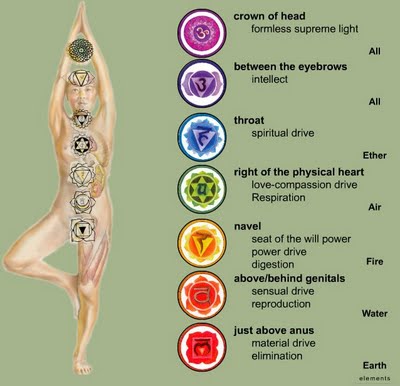 crown of head
formless supreme light
All
between the eyebrows
intellect
All
throat
spiritual drive
Ether
right of the physical heart
love-compassion drive
Respiration
Air
navel
seat of the will power
power drive
digestion
Fire
above/behind genitals
sensual drive
reproduction
Water
just above anus
material drive
elimination
Earth
elements